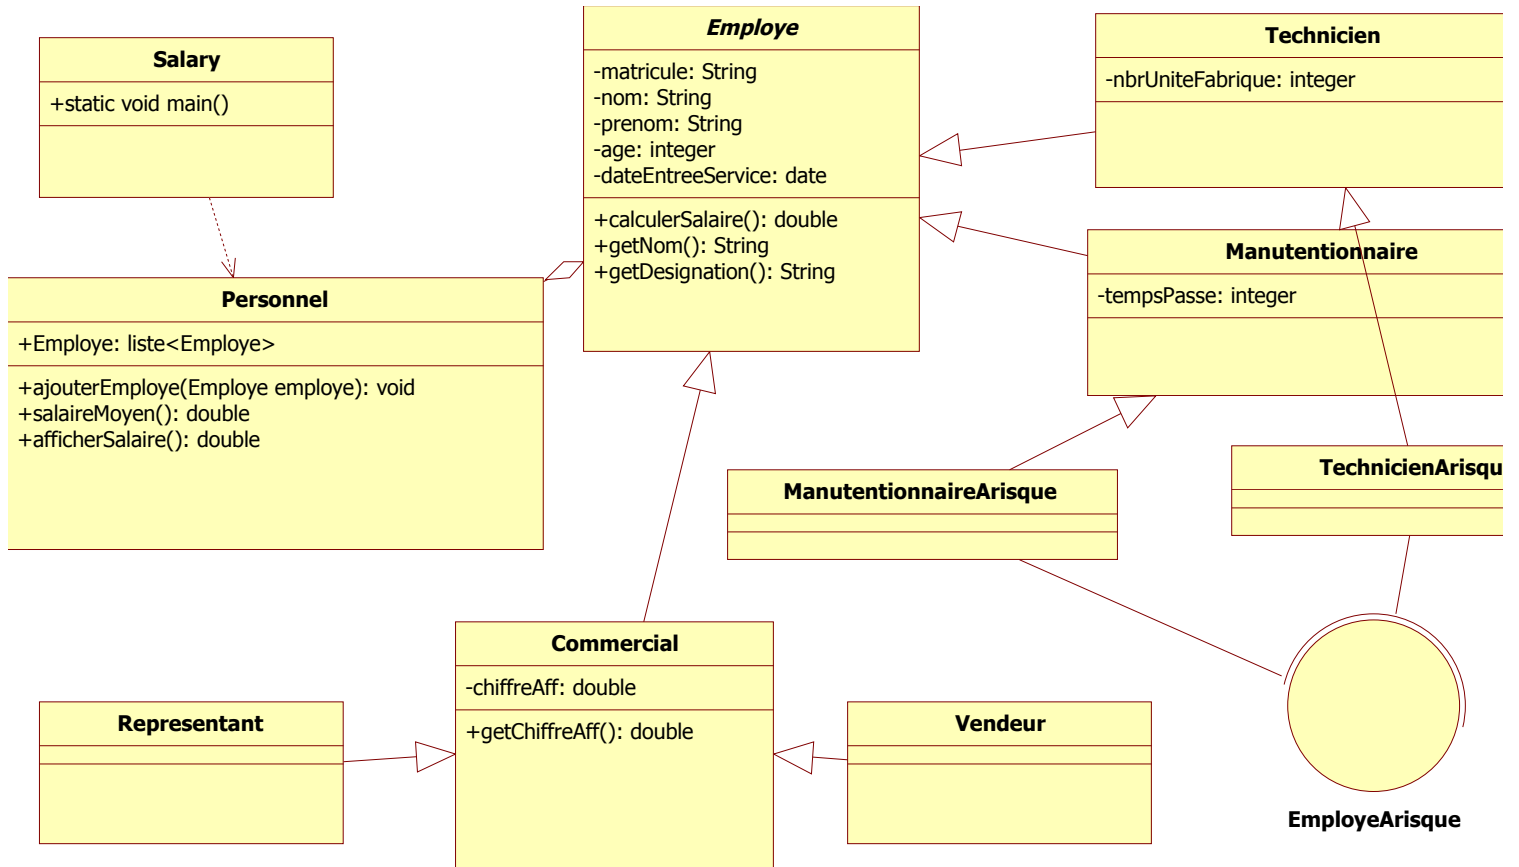 Salary
+static void main()
Employe
-matricule: String
-nom: String
-prenom: String
-age: integer
-dateEntreeService: date
+calculerSalaire(): double
+getNom(): String
+getDesignation(): String
Technicien
-nbrUniteFabrique: integer
Manutentionnaire
-tempsPasse: integer
Personnel
+Employe: liste<Employe>
+ajouterEmploye(Employe employe): void
+salaireMoyen(): double
+afficherSalaire(): double
ManutentionnaireArisque
TechnicienArisqu
Commercial
-chiffreAff: double
+getChiffreAff(): double
Representant
Vendeur
EmployeArisque